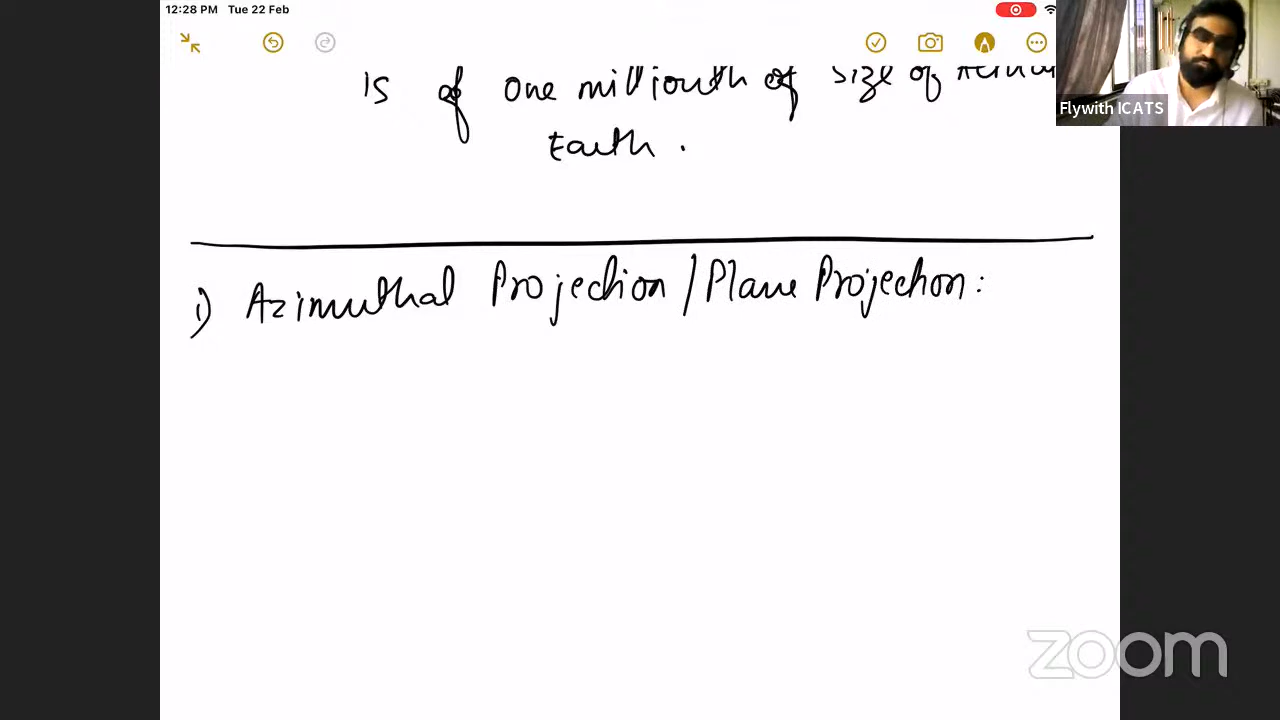 12:28 PM Tue 22 Feb
is of one millionth of size of
Earth.
Flywith ICATS
i) Azimuthal Projection / Plane Projection:
zoom